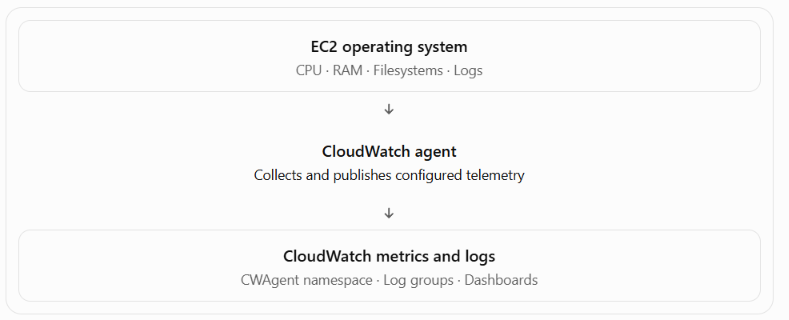 EC2 operating system
CPU · RAM · Filesystems · Logs
↓
CloudWatch agent
Collects and publishes configured telemetry
↓
CloudWatch metrics and logs
CWAgent namespace · Log groups · Dashboards